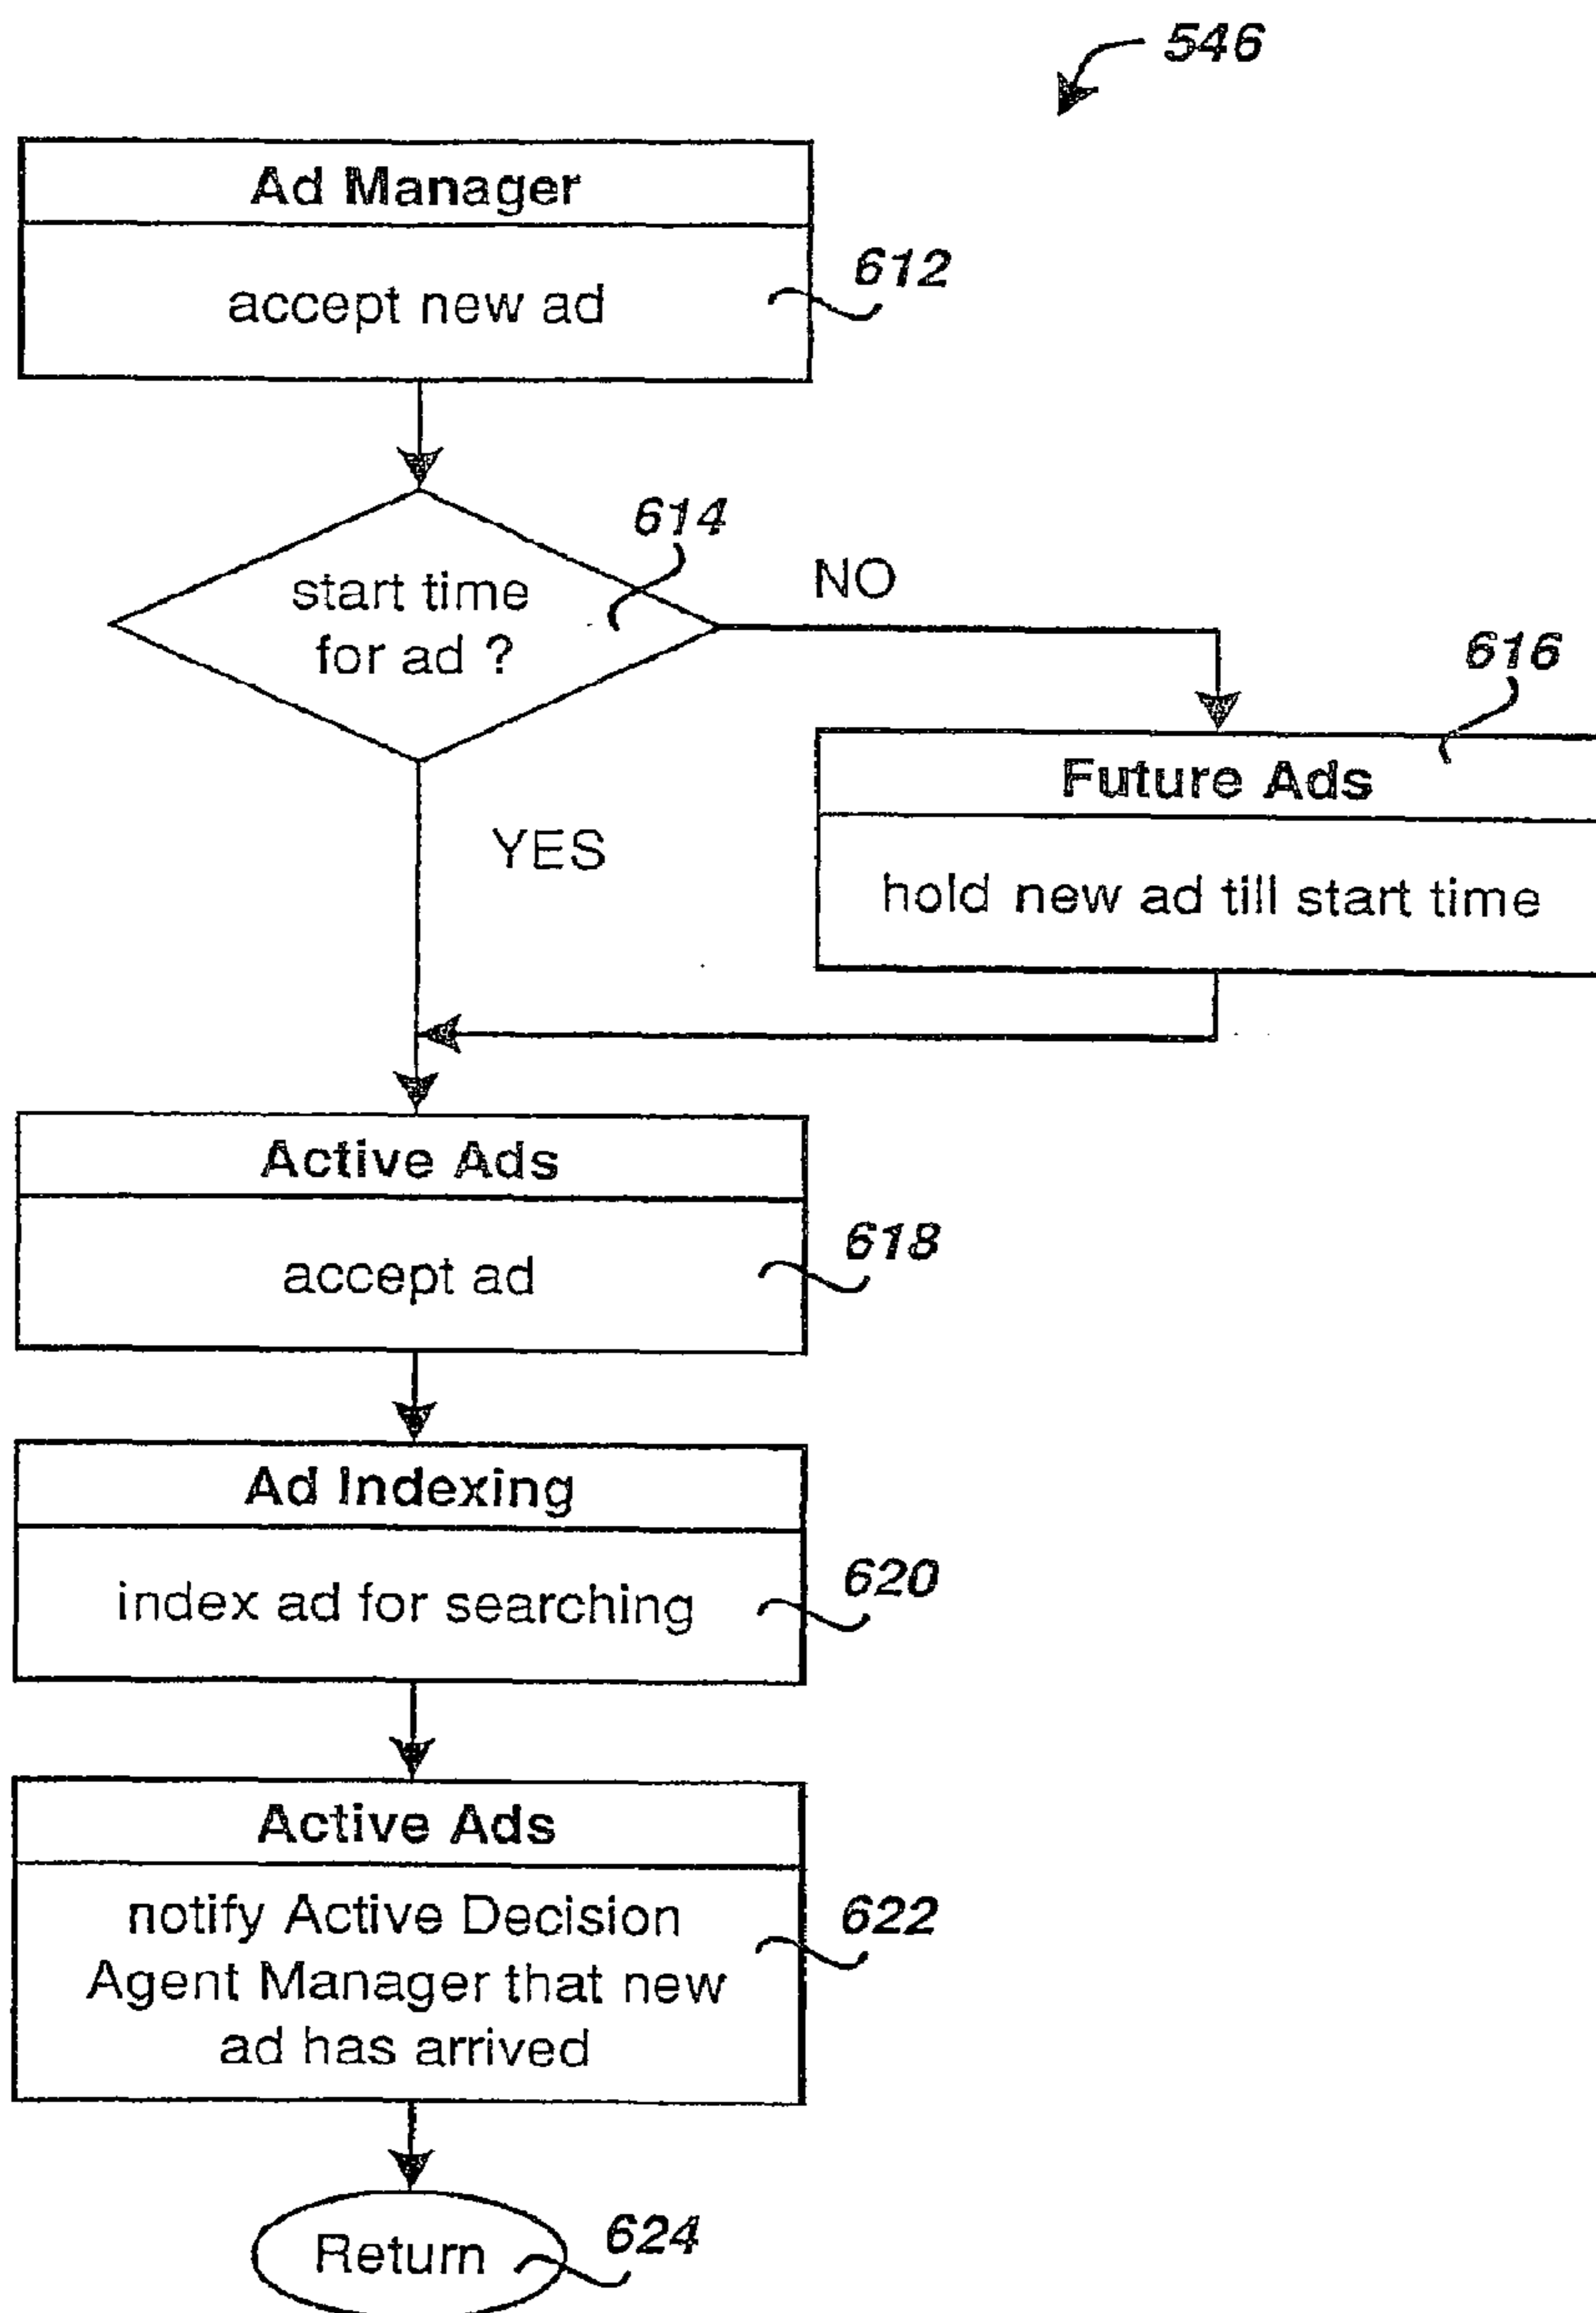 546
Ad Manager
accept new ad
612
start time
for ad ?
614
NO
YES
616
Future Ads
hold new ad till start time
Active Ads
accept ad
618
Ad Indexing
index ad for searching
620
Active Ads
notify Active Decision
Agent Manager that new
ad has arrived
622
Return
624